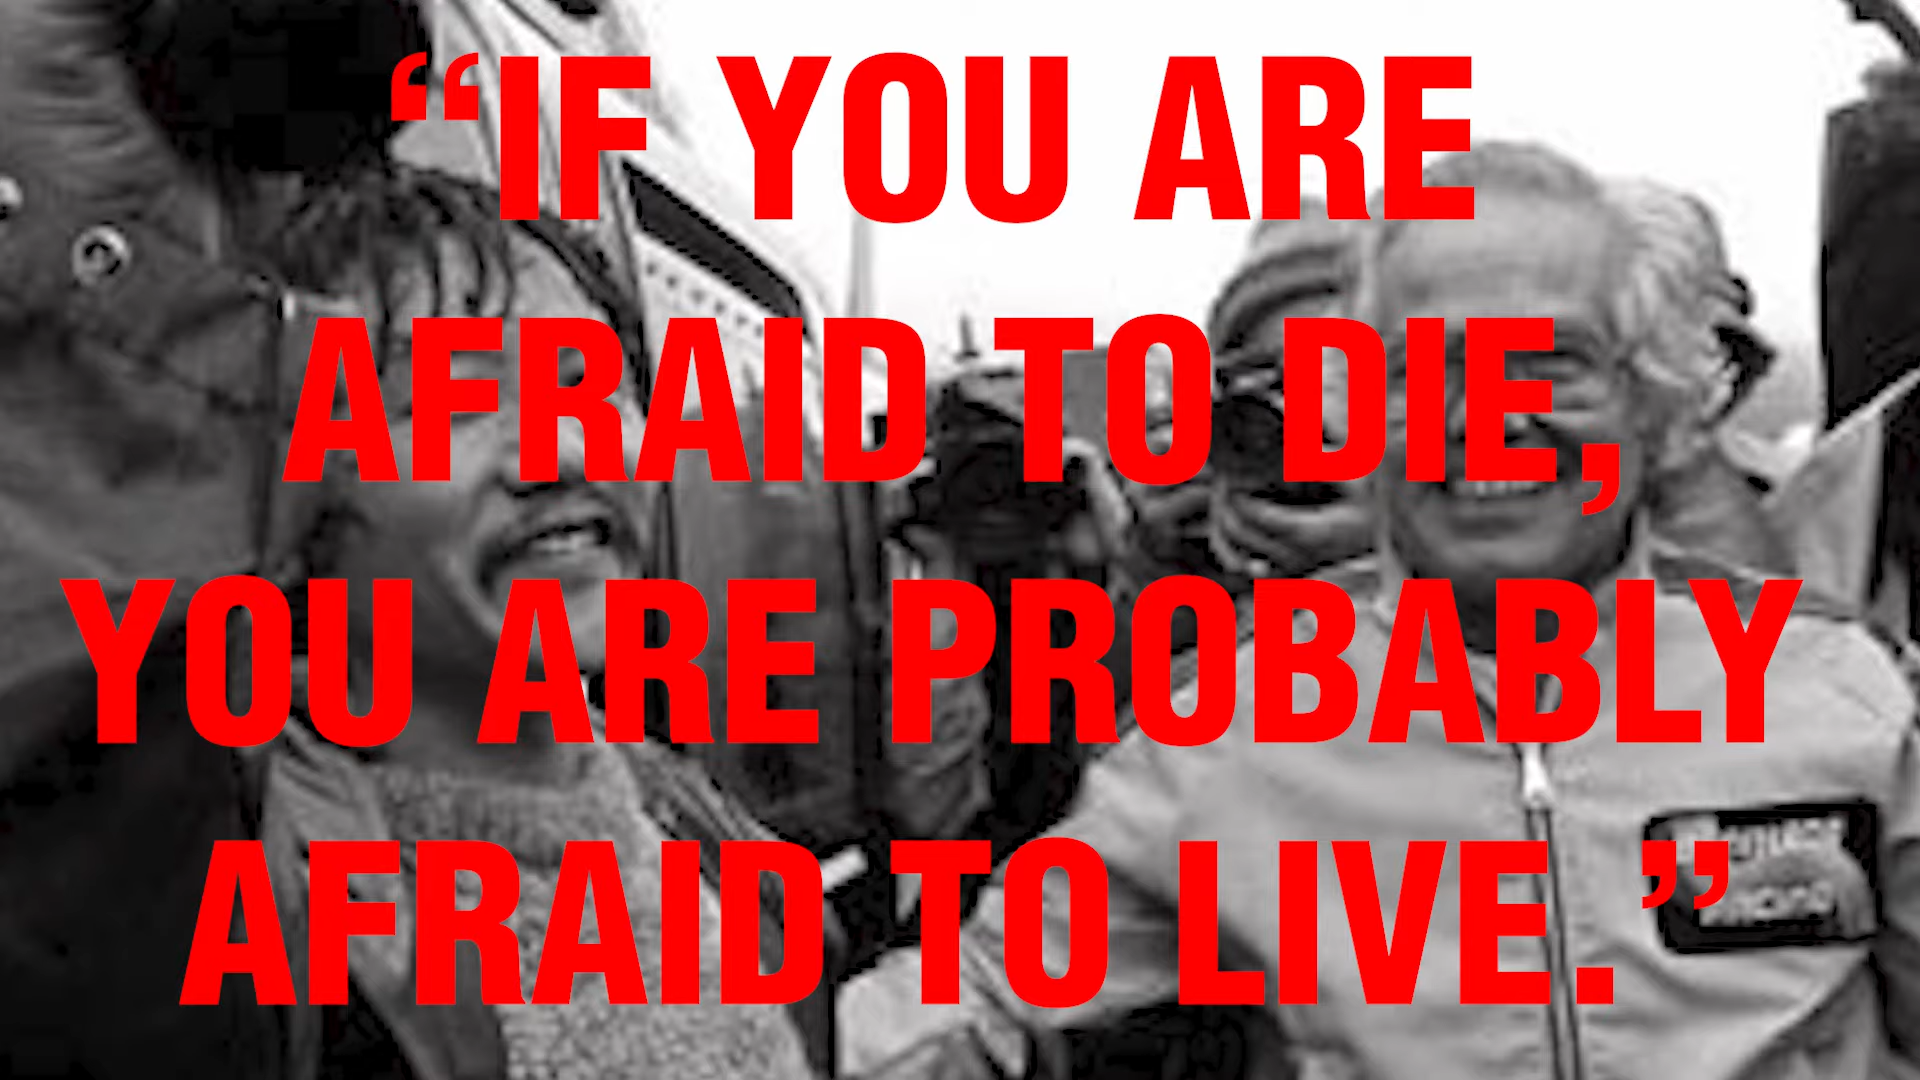 “IF YOU ARE
AFRAID TO DIE,
YOU ARE PROBABLY
AFRAID TO LIVE.”